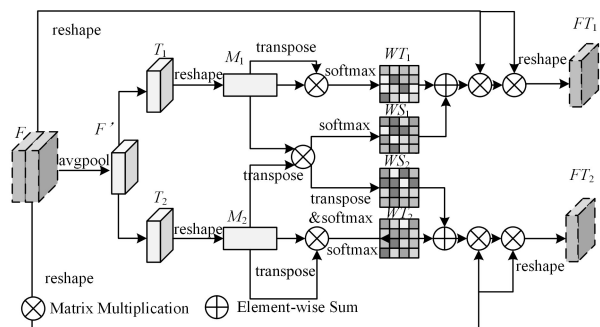 reshape
FT₁
T₁
M₁
transpose
WT₁
reshape
softmax
reshape
F
F'
WS₁
softmax
avgpool
transpose
WS₂
T₂
transpose
FT₂
M₂
&softmax
WT₂
reshape
softmax
reshape
transpose
reshape
Matrix Multiplication
Element-wise Sum